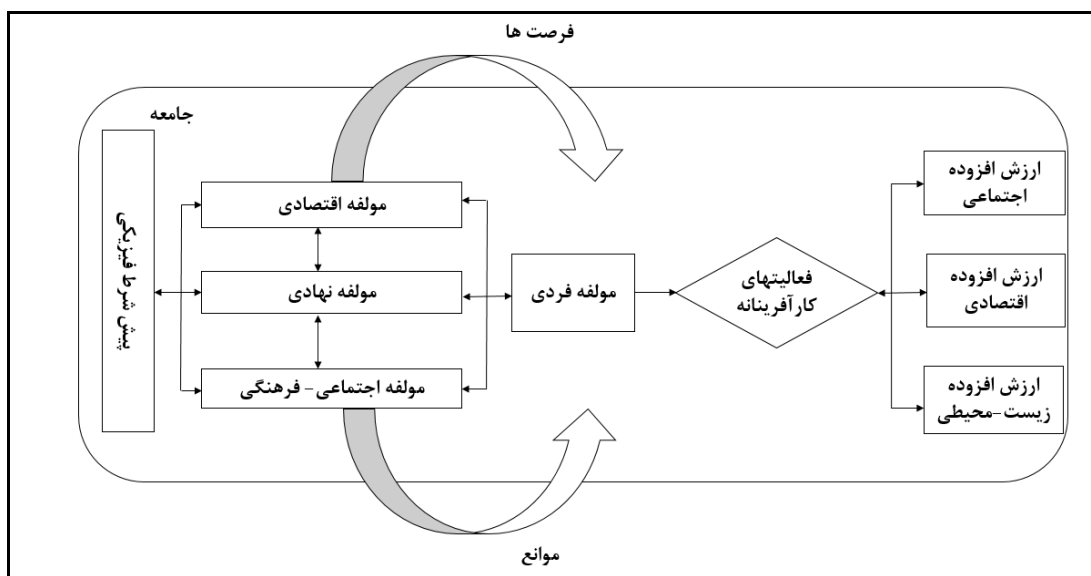 فرصت ها
جامعه
پیش شرط فیزیکی
مولفه اقتصادی
مولفه نهادی
مولفه اجتماعی- فرهنگی
مولفه فردی
فعالیتهای
کارآفرینانه
ارزش افزوده
اجتماعی
ارزش افزوده
اقتصادی
ارزش افزوده
زیست-محیطی
موانع